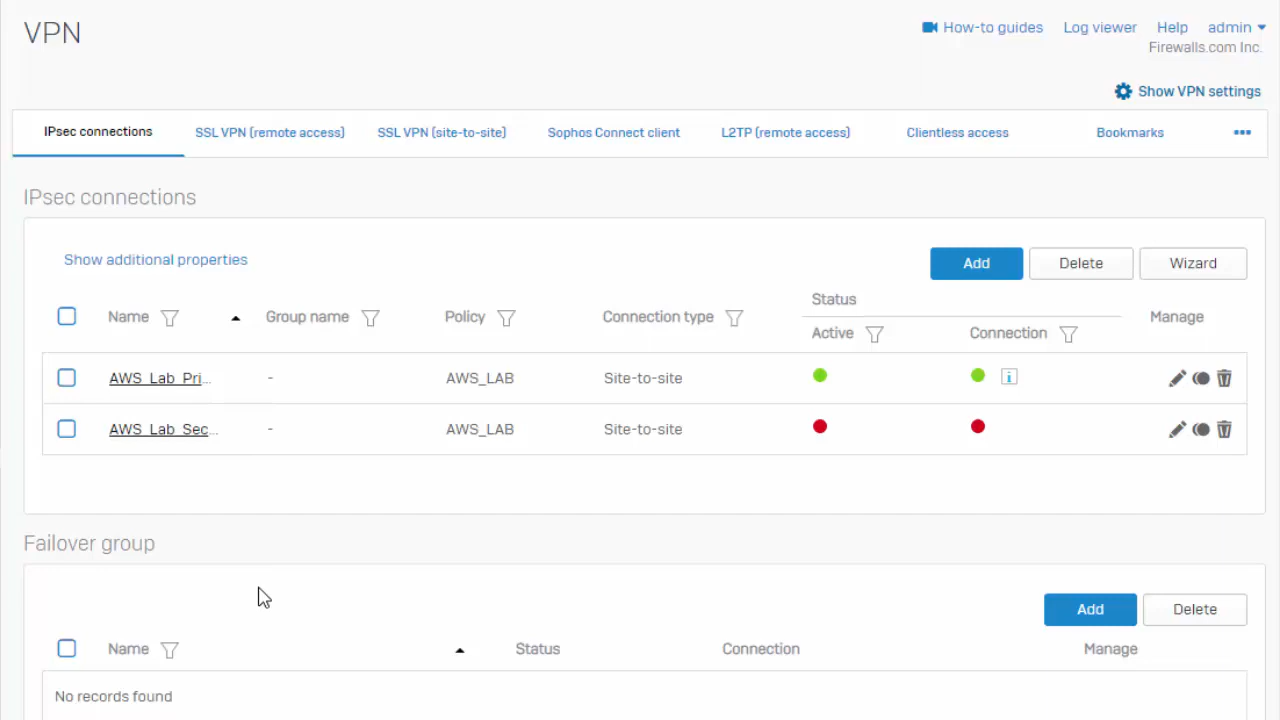 VPN
How-to guides Log viewer Help admin
Firewalls.com Inc.
Show VPN settings
IPsec connections SSL VPN (remote access) SSL VPN (site-to-site) Sophos Connect client L2TP (remote access) Clientless access Bookmarks •••
IPsec connections
Show additional properties Add Delete Wizard
Status
Name Group name Policy Connection type Manage
Active Connection
AWS_Lab_Pri... - AWS_LAB Site-to-site i
AWS_Lab_Sec... - AWS_LAB Site-to-site
Failover group
Add Delete
Name Status Connection Manage
No records found